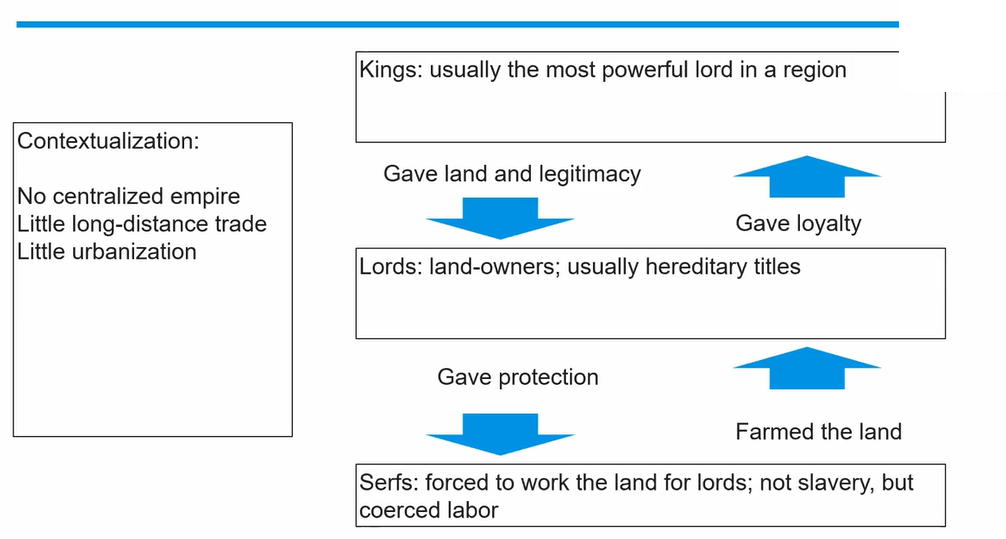 Kings: usually the most powerful lord in a region
Contextualization:
No centralized empire
Little long-distance trade
Little urbanization
Gave land and legitimacy
Gave loyalty
Lords: land-owners; usually hereditary titles
Gave protection
Farmed the land
Serfs: forced to work the land for lords; not slavery, but
coerced labor